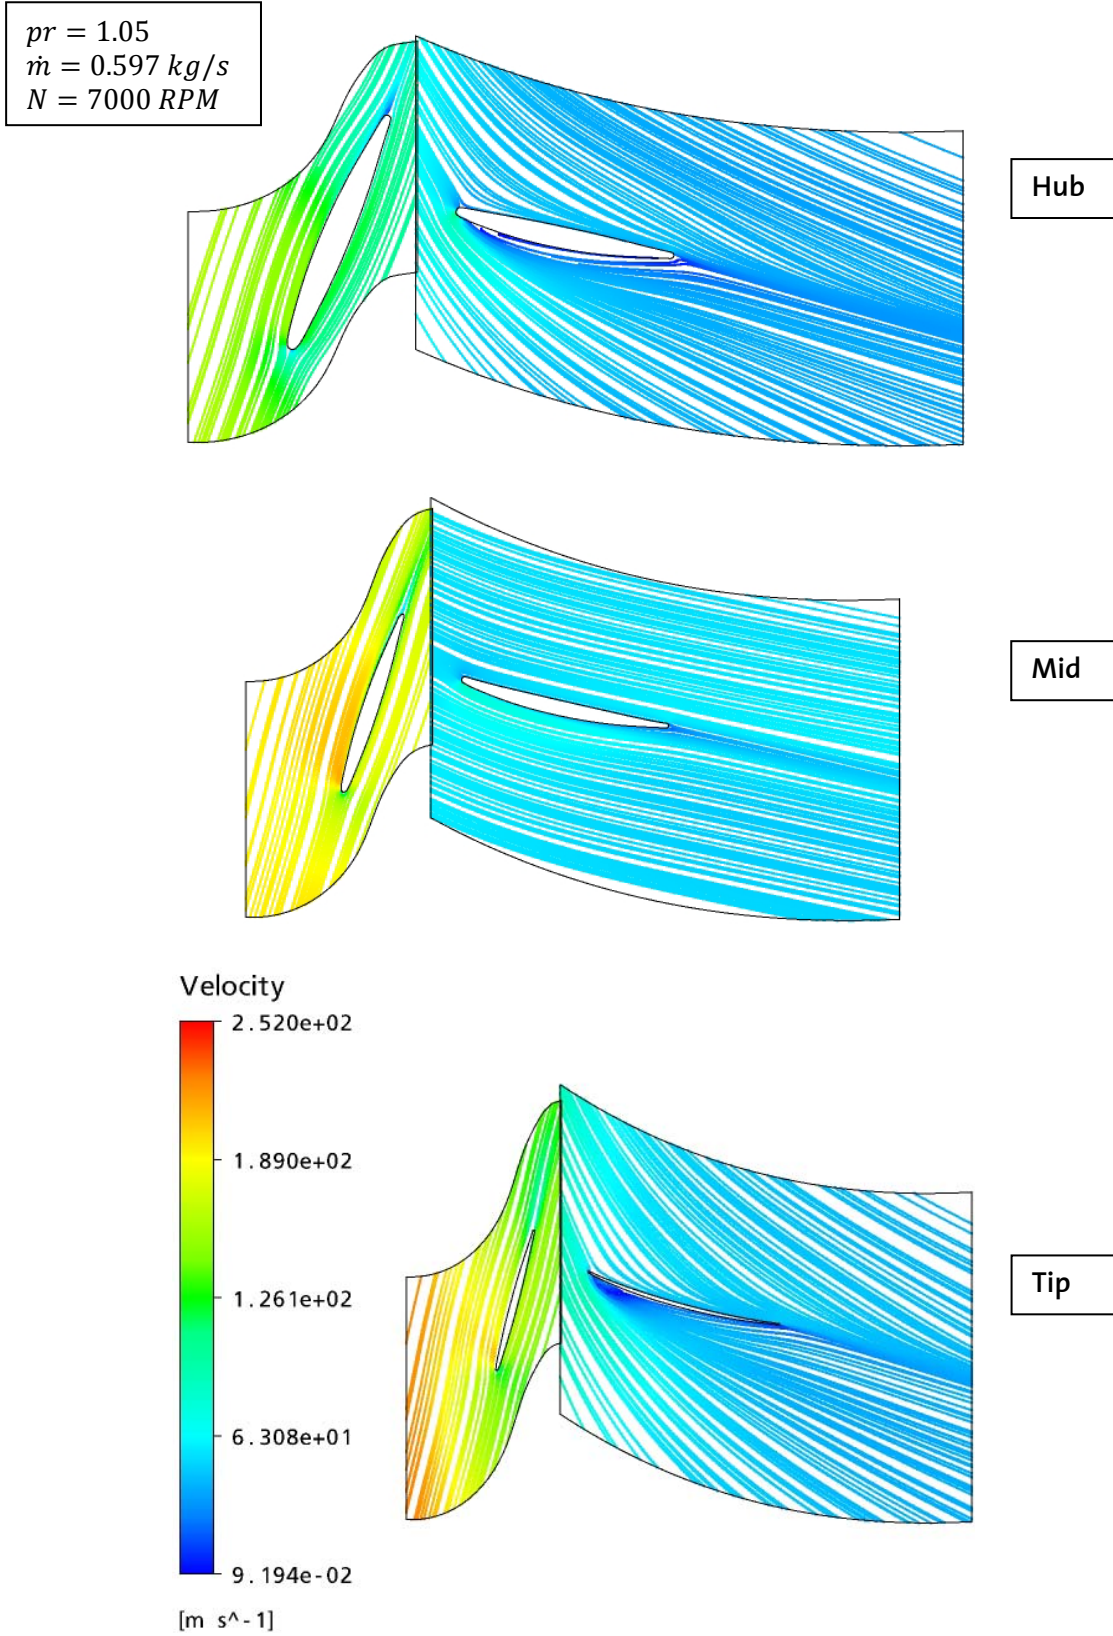 pr = 1.05
ṁ = 0.597 kg/s
N = 7000 RPM
Hub
Mid
Velocity
2.520e+02
1.890e+02
1.261e+02
6.308e+01
9.194e-02
[m s^-1]
Tip